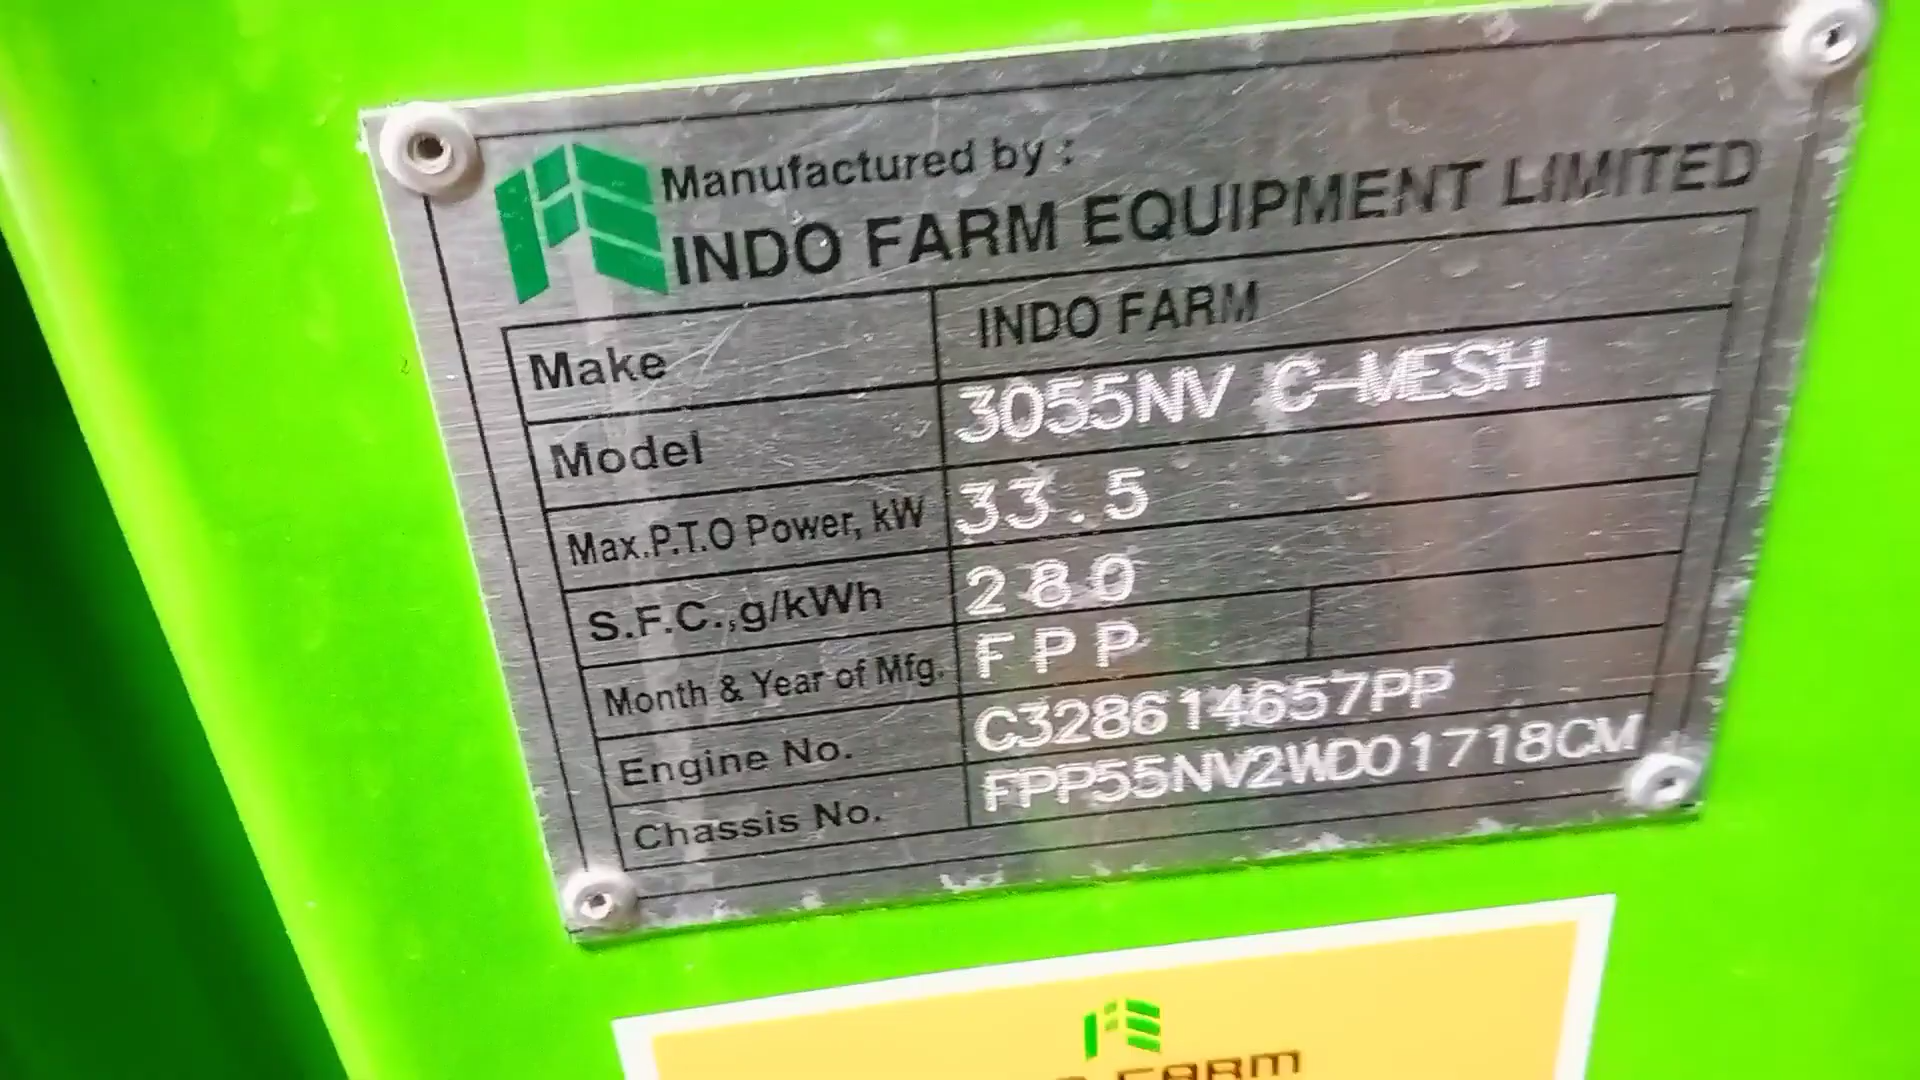 Manufactured by :
INDO FARM EQUIPMENT LIMITED
Make INDO FARM
Model 3055NV C-MESH
Max.P.T.O Power, kW 33.5
S.F.C.,g/kWh 280
Month & Year of Mfg. FPP
Engine No. C328614657PP
Chassis No. FPP55NV2WD01718CM
FARM